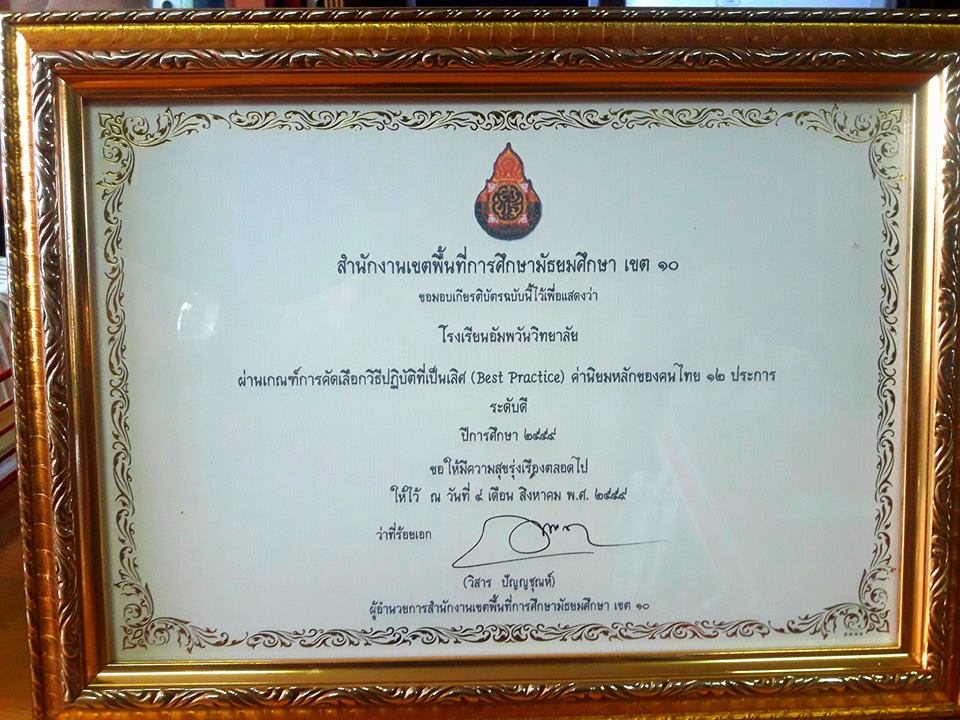 สำนักงานเขตพื้นที่การศึกษามัธยมศึกษา เขต ๑๐
ขอมอบเกียรติบัตรฉบับนี้ไว้เพื่อแสดงว่า
โรงเรียนอัมพวันวิทยาลัย
ผ่านเกณฑ์การคัดเลือกวิธีปฏิบัติที่เป็นเลิศ (Best Practice) ค่านิยมหลักของคนไทย ๑๒ ประการ
ระดับดี
ปีการศึกษา ๒๕๕๙
ขอให้มีความสุขรุ่งเรืองตลอดไป
ให้ไว้ ณ วันที่ ๔ เดือน สิงหาคม พ.ศ. ๒๕๕๙
ว่าที่ร้อยเอก
(วิสาร ปัญญชุณห์)
ผู้อำนวยการสำนักงานเขตพื้นที่การศึกษามัธยมศึกษา เขต ๑๐